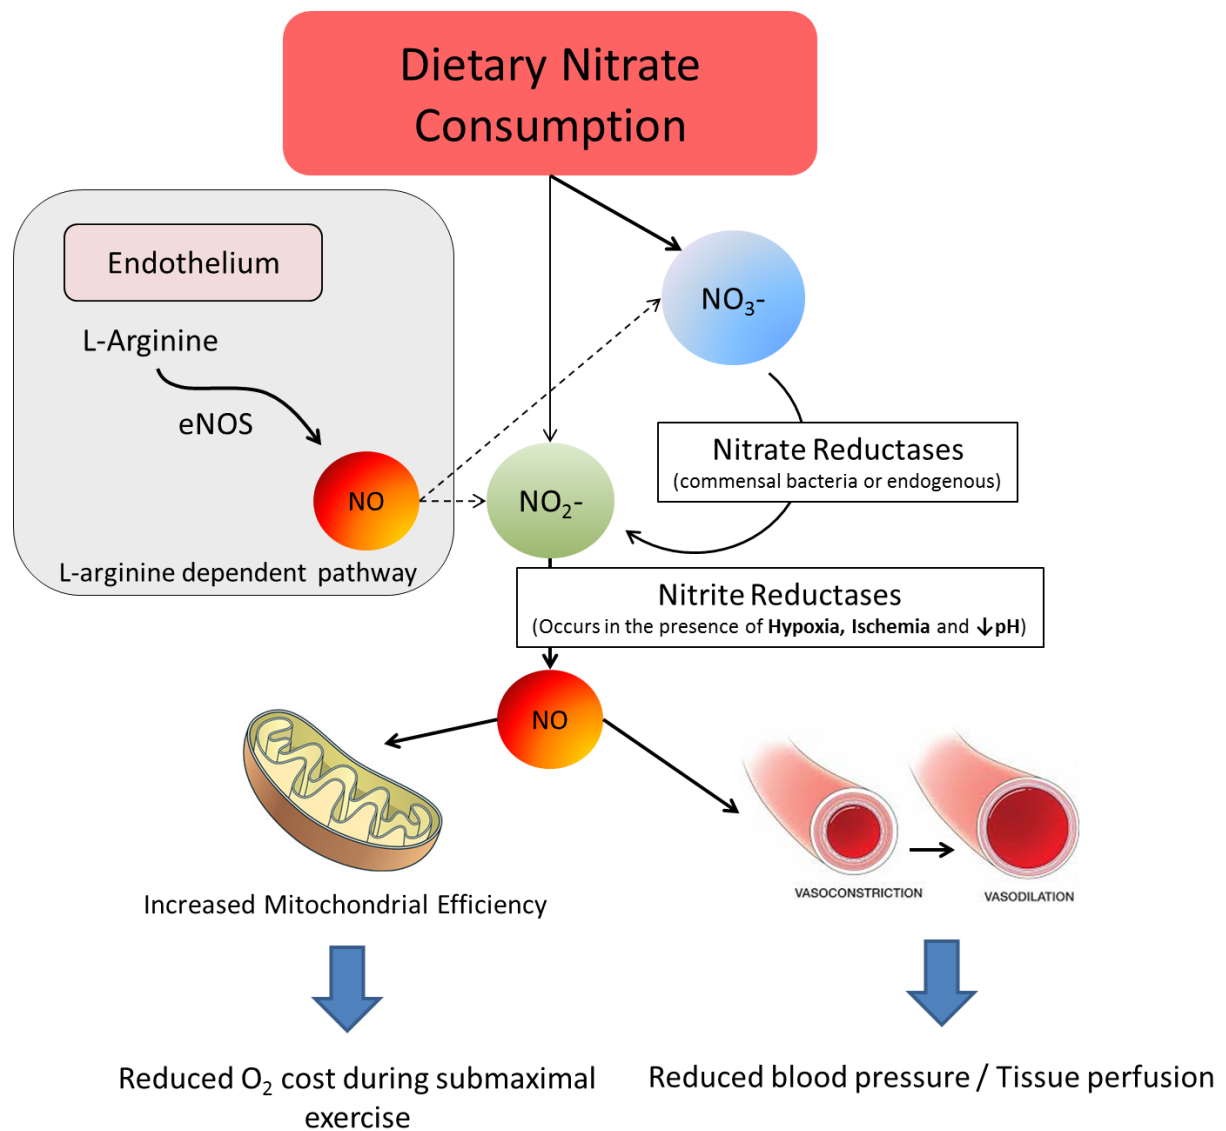 Dietary Nitrate
Consumption
Endothelium
L-Arginine
eNOS
NO
L-arginine dependent pathway
NO₃-
NO₂-
Nitrate Reductases
(commensal bacteria or endogenous)
Nitrite Reductases
(Occurs in the presence of Hypoxia, Ischemia and ↓pH)
NO
VASOCONSTRICTION
VASODILATION
Increased Mitochondrial Efficiency
Reduced O₂ cost during submaximal
exercise
Reduced blood pressure / Tissue perfusion